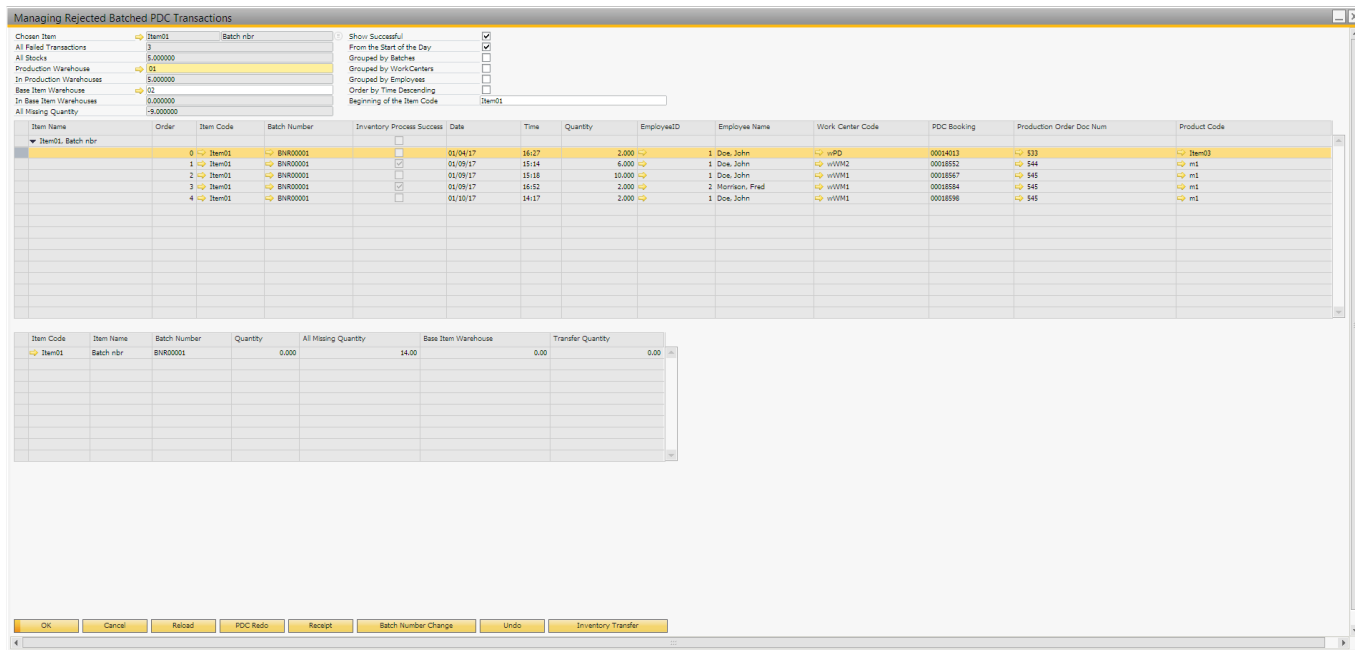 Managing Rejected Batched PDC Transactions
Chosen Item Item01 Batch nbr ? Show Successful
All Failed Transactions 3 From the Start of the Day
All Stocks 5.000000 Grouped by Batches
Production Warehouse 01 Grouped by WorkCenters
In Production Warehouses 5.000000 Grouped by Employees
Base Item Warehouse 02 Order by Time Descending
In Base Item Warehouses 0.000000 Beginning of the Item Code Item01
All Missing Quantity -9.000000
Item Name Order Item Code Batch Number Inventory Process Success Date Time Quantity EmployeeID Employee Name Work Center Code PDC Booking Production Order Doc Num Product Code
Item01, Batch nbr
0 Item01 BNR00001 01/04/17 16:27 2.000 1 Doe, John wPD 00014013 533 Item03
1 Item01 BNR00001 01/09/17 15:14 6.000 1 Doe, John wWM2 00018552 544 m1
2 Item01 BNR00001 01/09/17 15:18 10.000 1 Doe, John wWM1 00018567 545 m1
3 Item01 BNR00001 01/09/17 16:52 2.000 2 Morrison, Fred wWM1 00018584 545 m1
4 Item01 BNR00001 01/10/17 14:17 2.000 1 Doe, John wWM1 00018598 545 m1
Item Code Item Name Batch Number Quantity All Missing Quantity Base Item Warehouse Transfer Quantity
Item01 Batch nbr BNR00001 0.000 14.00 0.00 0.00
OK Cancel Reload PDC Redo Receipt Batch Number Change Undo Inventory Transfer